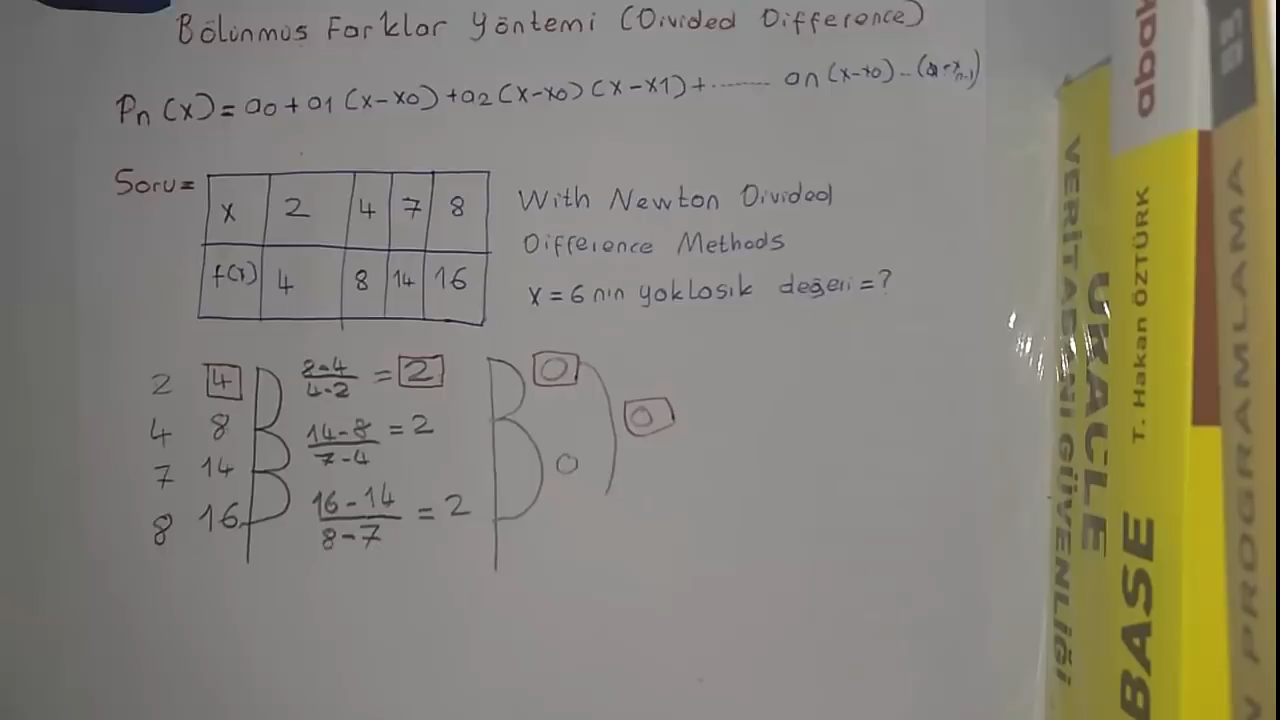 Bölünmüs Farklar Yöntemi (Divided Difference)
Pn(x)= a0 + a1 (x-x0) + a2 (x-x0) (x-x1) + ........ an (x-x0) --
Soru=
x 2 4 7 8
f(x) 4 8 14 16
With Newton Divided
Difference Methods
x = 6 nın yaklasık değeri = ?
2 4 8-4/4-2 = 2 0
4 8 14-8/7-4 = 2 0
7 14 0
8 16 16-14/8-7 = 2
VERİTABANI GÜVENLİĞİ
ORACLE
BASE
T. Hakan ÖZTÜRK
abak
PROGRAMLAMA